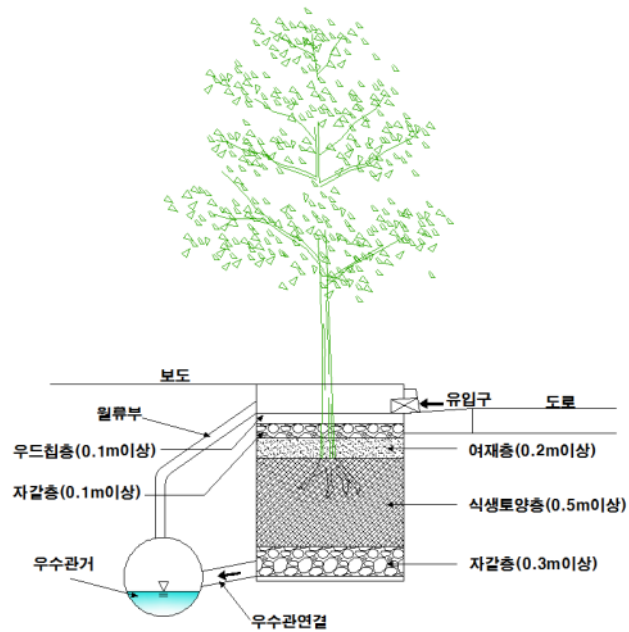 보도
유입구
도로
월류부
우드칩층(0.1m이상)
여재층(0.2m이상)
자갈층(0.1m이상)
식생토양층(0.5m이상)
우수관거
자갈층(0.3m이상)
우수관연결